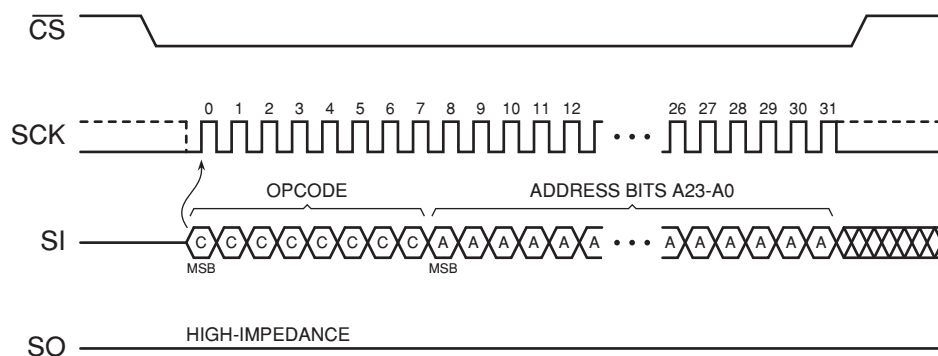 CS
0 1 2 3 4 5 6 7 8 9 10 11 12 26 27 28 29 30 31
SCK
OPCODE ADDRESS BITS A23-A0
SI C C C C C C C C A A A A A A A A A A A A
MSB MSB
HIGH-IMPEDANCE
SO